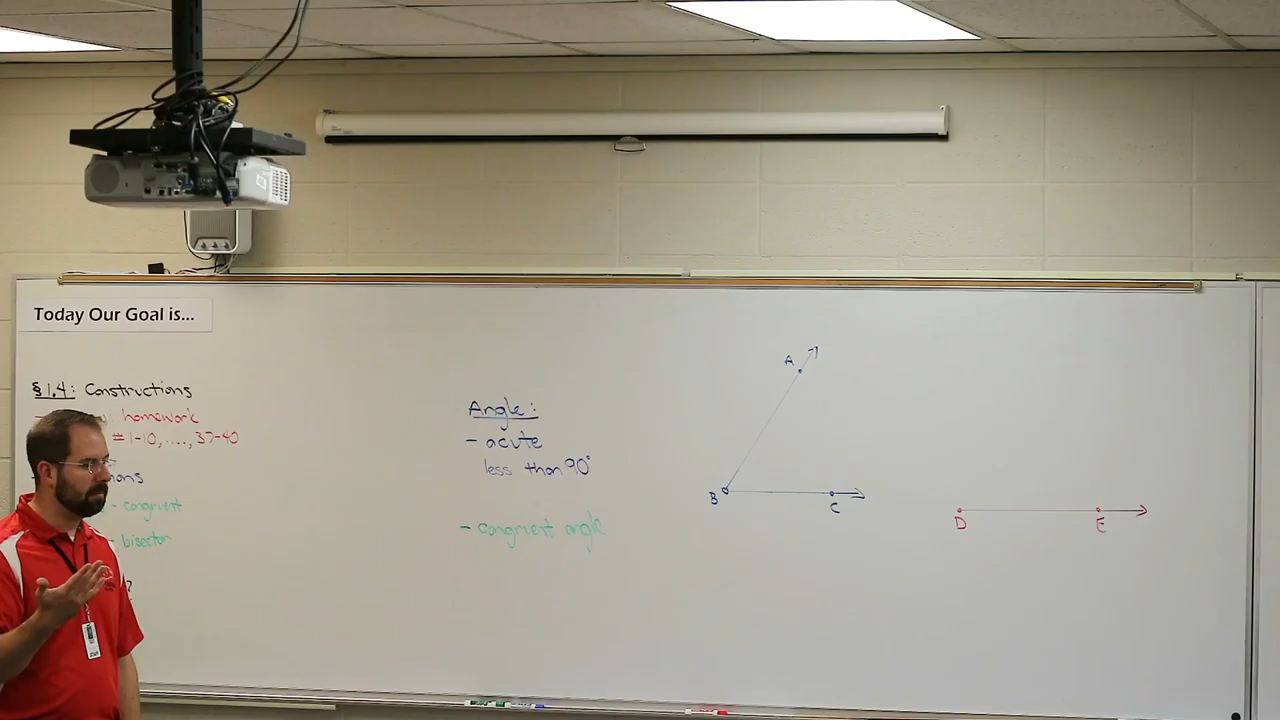 Today Our Goal is...
§1.4: Constructions
homework
#1-10, ...., 37-40
- congruent
- bisector
?
Angle:
- acute
less than 90°
- congruent angle
A
B
C
D
E